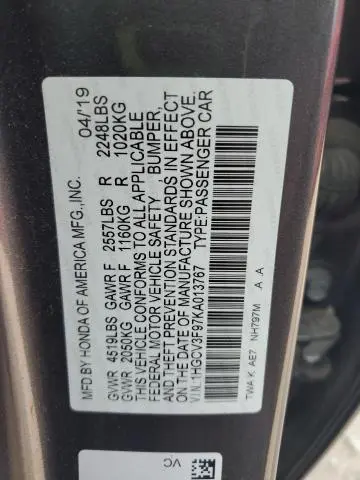 MFD BY HONDA OF AMERICA MFG., INC. 04/19
GVWR 4519LBS GAWR F 2557LBS R 2248LBS
GVWR 2050KG GAWR F 1160KG R 1020KG
THIS VEHICLE CONFORMS TO ALL APPLICABLE
FEDERAL MOTOR VEHICLE SAFETY , BUMPER,
AND THEFT PREVENTION STANDARDS IN EFFECT
ON THE DATE OF MANUFACTURE SHOWN ABOVE.
V.I.N. 1HGCV3F97KA013767 TYPE:PASSENGER CAR
TWA K AE7 NH797M A A
VC